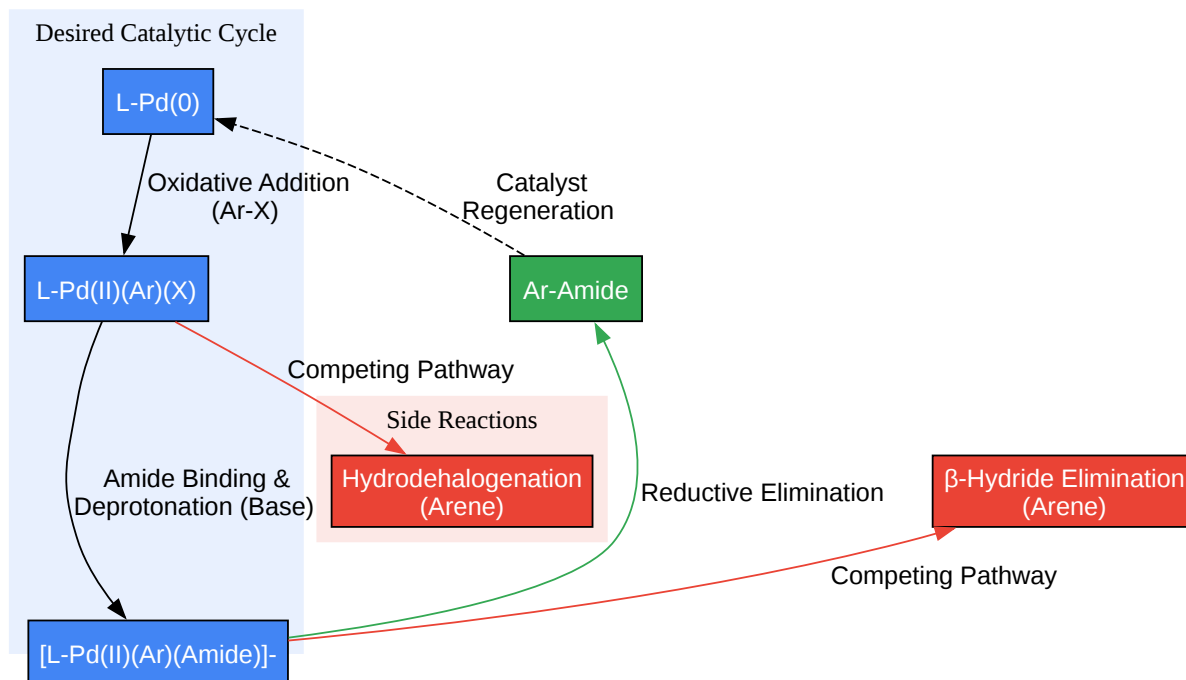 Desired Catalytic Cycle
L-Pd(0)
Oxidative Addition
(Ar-X)
Catalyst
Regeneration
L-Pd(II)(Ar)(X)
Ar-Amide
Competing Pathway
Side Reactions
Hydrodehalogenation
(Arene)
Amide Binding &
Deprotonation (Base)
Reductive Elimination
β-Hydride Elimination
(Arene)
Competing Pathway
[L-Pd(II)(Ar)(Amide)]-